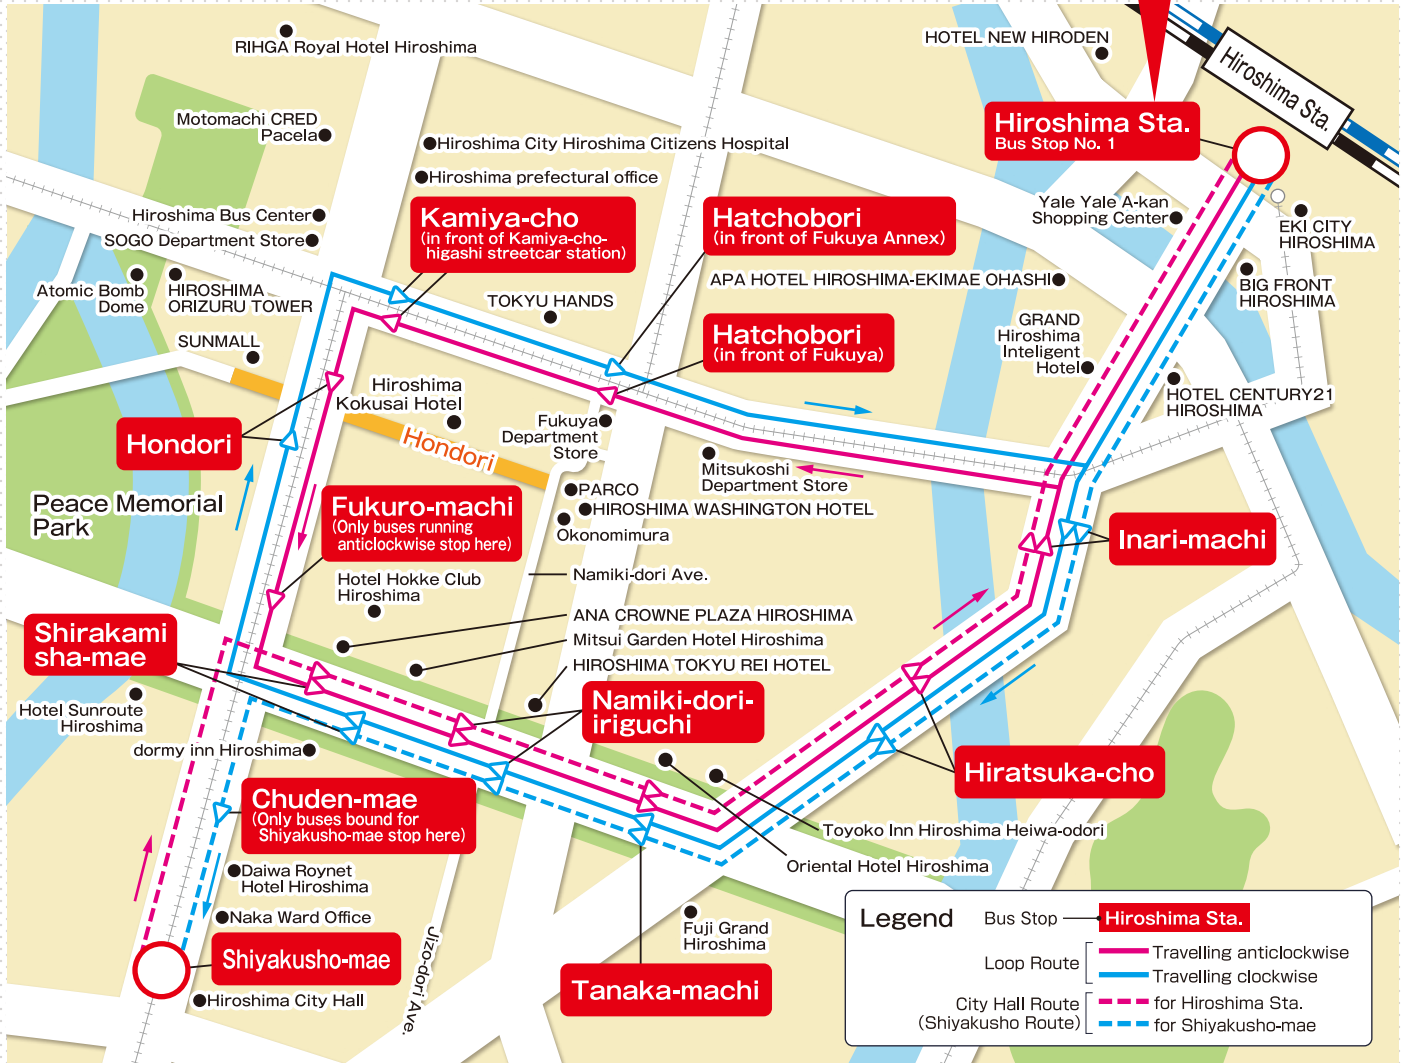 RIHGA Royal Hotel Hiroshima
HOTEL NEW HIRODEN
Hiroshima Sta.
Hiroshima Sta.
Bus Stop No. 1
Motomachi CRED
Pacela
Hiroshima City Hiroshima Citizens Hospital
Hiroshima prefectural office
Hiroshima Bus Center
SOGO Department Store
Kamiya-cho
(in front of Kamiya-cho-
higashi streetcar station)
Hatchobori
(in front of Fukuya Annex)
Yale Yale A-kan
Shopping Center
EKI CITY
HIROSHIMA
Atomic Bomb
Dome
HIROSHIMA
ORIZURU TOWER
TOKYU HANDS
APA HOTEL HIROSHIMA-EKIMAE OHASHI
BIG FRONT
HIROSHIMA
SUNMALL
Hatchobori
(in front of Fukuya)
GRAND
Hiroshima
Inteligent
Hotel
Hiroshima
Kokusai Hotel
HOTEL CENTURY21
HIROSHIMA
Hondori
Hondori
Fukuya
Department
Store
Mitsukoshi
Department Store
Peace Memorial
Park
Fukuro-machi
(Only buses running
anticlockwise stop here)
PARCO
HIROSHIMA WASHINGTON HOTEL
Okonomimura
Inari-machi
Hotel Hokke Club
Hiroshima
Namiki-dori Ave.
ANA CROWNE PLAZA HIROSHIMA
Mitsui Garden Hotel Hiroshima
HIROSHIMA TOKYU REI HOTEL
Shirakami
sha-mae
Namiki-dori-
iriguchi
Hotel Sunroute
Hiroshima
dormy inn Hiroshima
Hiratsuka-cho
Chuden-mae
(Only buses bound for
Shiyakusho-mae stop here)
Toyoko Inn Hiroshima Heiwa-odori
Oriental Hotel Hiroshima
Daiwa Roynet
Hotel Hiroshima
Naka Ward Office
Fuji Grand
Hiroshima
Shiyakusho-mae
Jizo-dori Ave.
Tanaka-machi
Hiroshima City Hall
Legend
Bus Stop
Hiroshima Sta.
Loop Route
Travelling anticlockwise
Travelling clockwise
City Hall Route
(Shiyakusho Route)
for Hiroshima Sta.
for Shiyakusho-mae